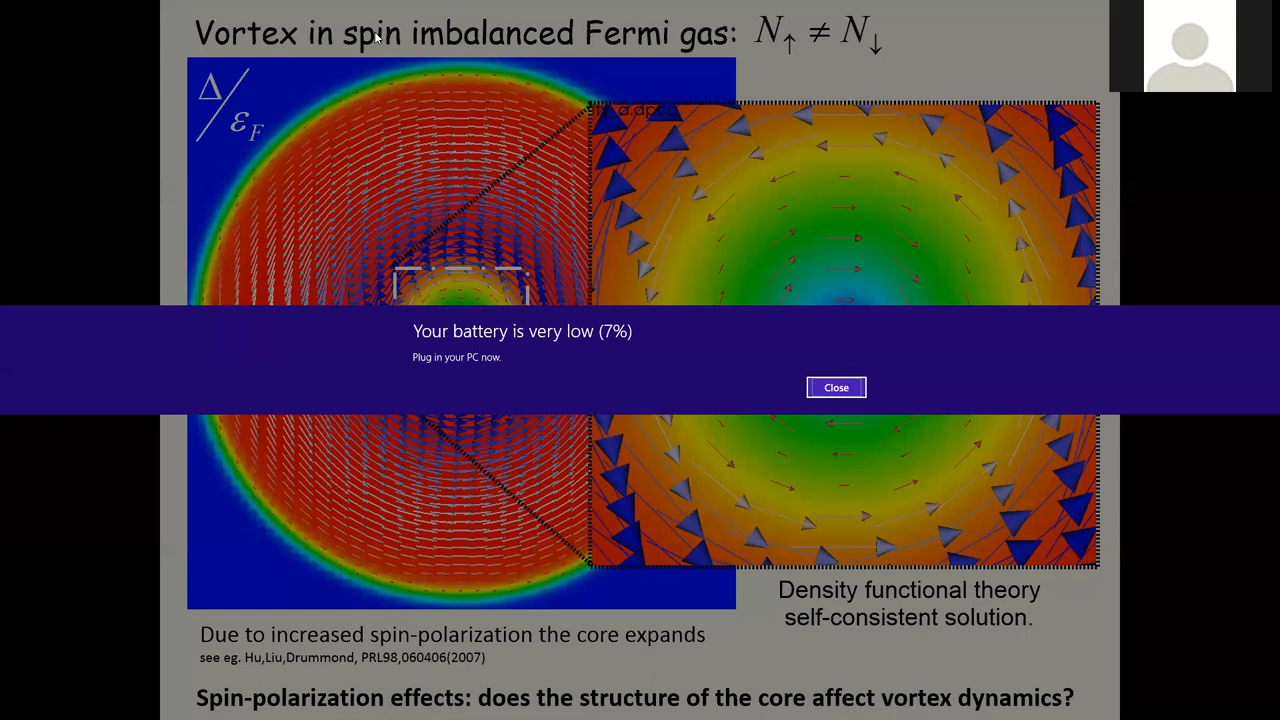 Vortex in spin imbalanced Fermi gas: N↑ ≠ N↓
Δ/εF
Your battery is very low (7%)
Plug in your PC now.
Close
Density functional theory
self-consistent solution.
Due to increased spin-polarization the core expands
see eg. Hu,Liu,Drummond, PRL98,060406(2007)
Spin-polarization effects: does the structure of the core affect vortex dynamics?